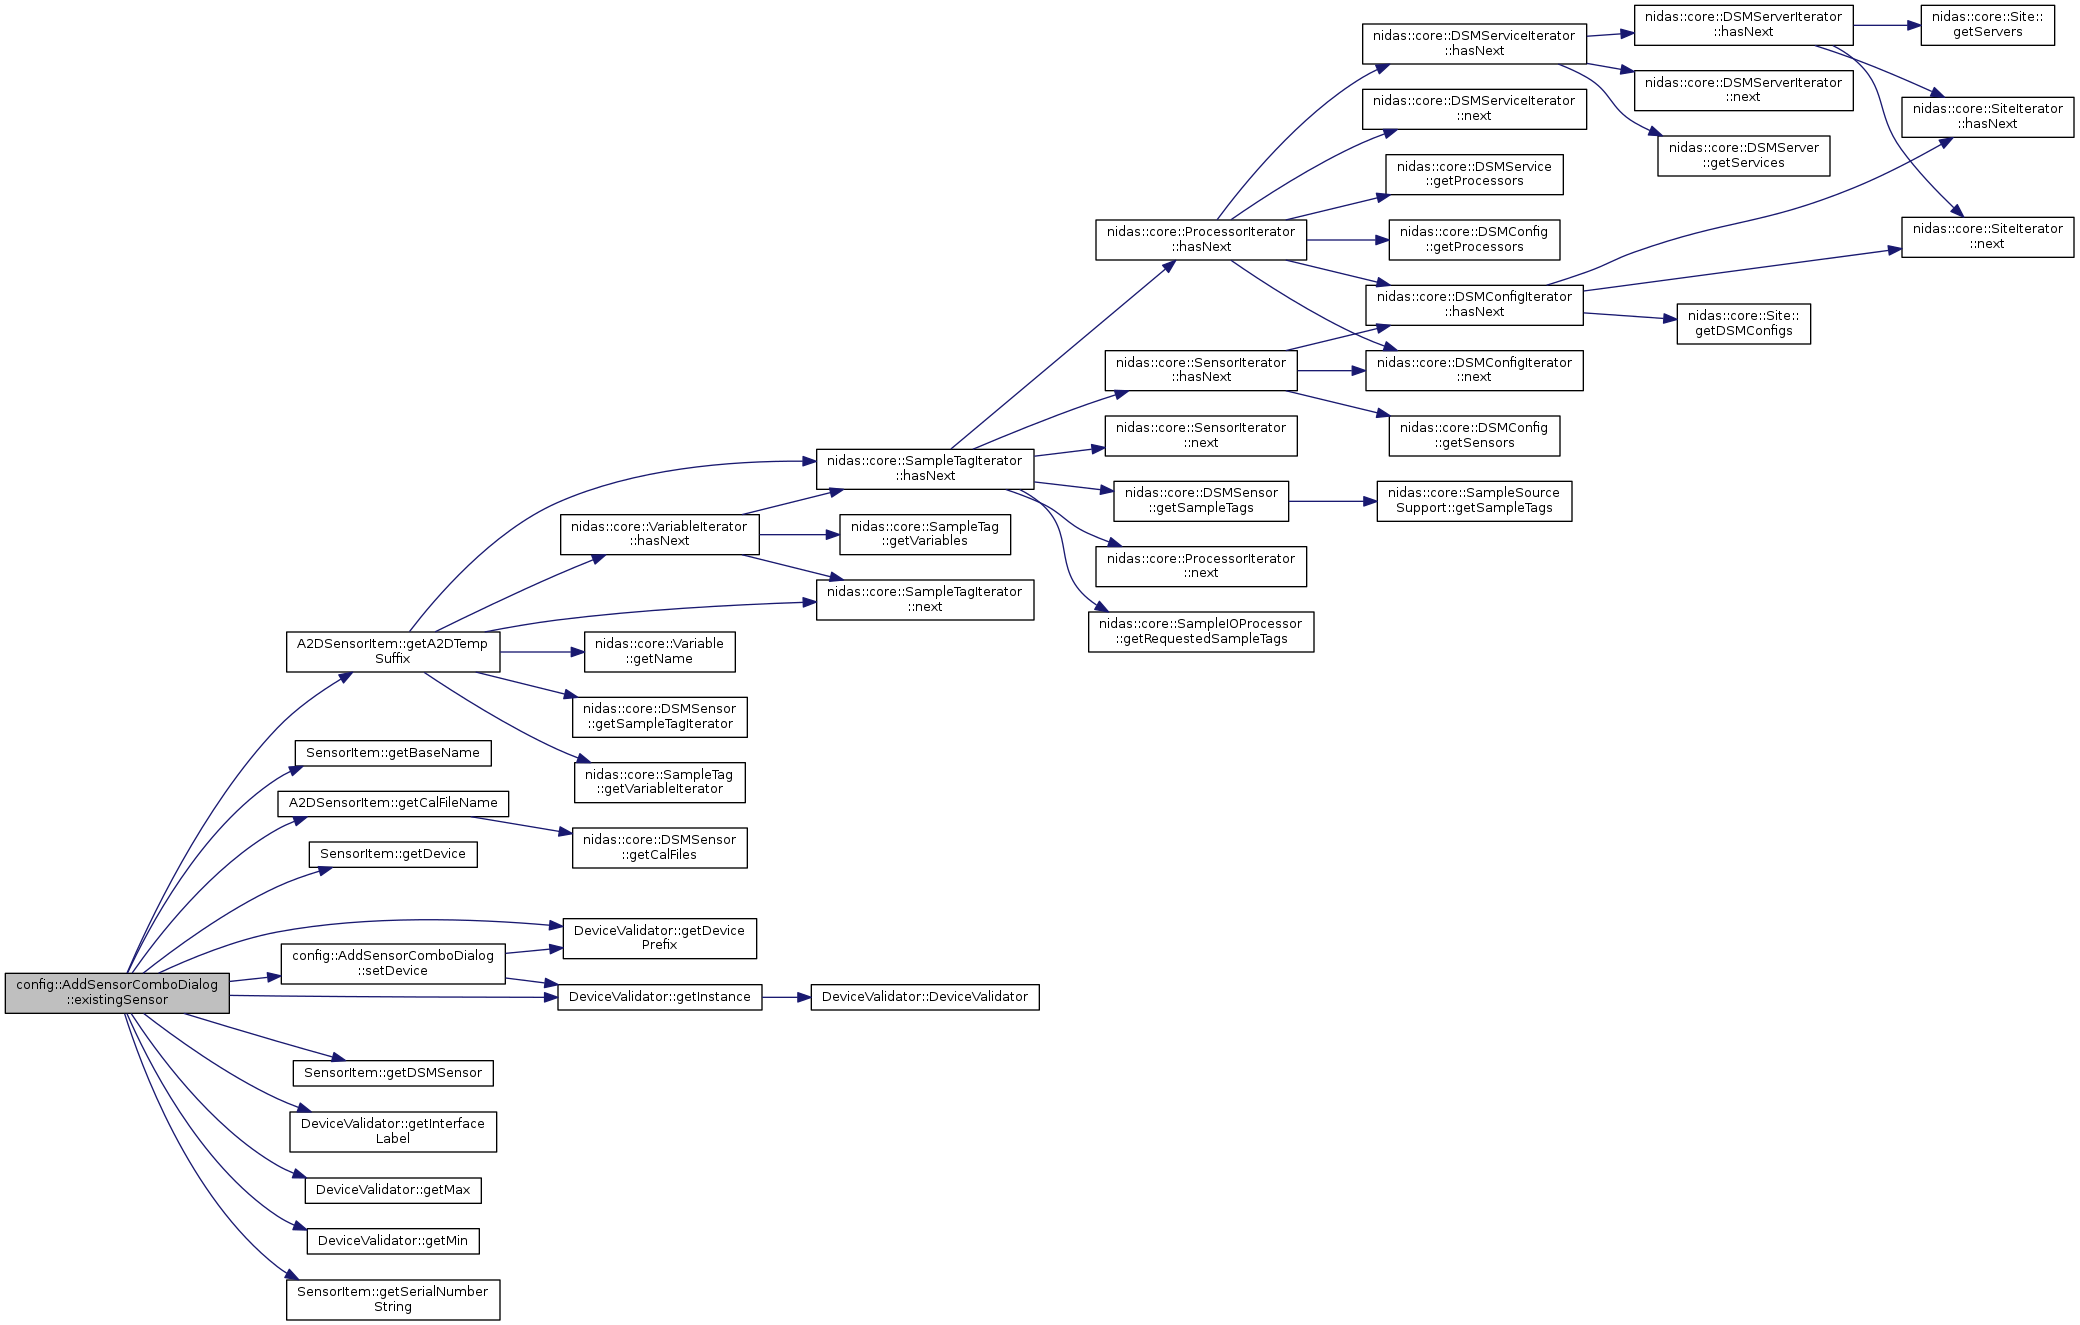 config::AddSensorComboDialog
::existingSensor
A2DSensorItem::getA2DTemp
Suffix
SensorItem::getBaseName
A2DSensorItem::getCalFileName
SensorItem::getDevice
config::AddSensorComboDialog
::setDevice
SensorItem::getDSMSensor
DeviceValidator::getInterface
Label
DeviceValidator::getMax
DeviceValidator::getMin
SensorItem::getSerialNumber
String
nidas::core::VariableIterator
::hasNext
nidas::core::Variable
::getName
nidas::core::DSMSensor
::getSampleTagIterator
nidas::core::SampleTag
::getVariableIterator
nidas::core::DSMSensor
::getCalFiles
DeviceValidator::getDevice
Prefix
DeviceValidator::getInstance
nidas::core::SampleTagIterator
::hasNext
nidas::core::SampleTag
::getVariables
nidas::core::SampleTagIterator
::next
DeviceValidator::DeviceValidator
nidas::core::ProcessorIterator
::hasNext
nidas::core::SensorIterator
::hasNext
nidas::core::SensorIterator
::next
nidas::core::DSMSensor
::getSampleTags
nidas::core::ProcessorIterator
::next
nidas::core::SampleIOProcessor
::getRequestedSampleTags
nidas::core::DSMServiceIterator
::hasNext
nidas::core::DSMServiceIterator
::next
nidas::core::DSMService
::getProcessors
nidas::core::DSMConfig
::getProcessors
nidas::core::DSMConfigIterator
::hasNext
nidas::core::DSMConfigIterator
::next
nidas::core::DSMConfig
::getSensors
nidas::core::SampleSource
Support::getSampleTags
nidas::core::DSMServerIterator
::hasNext
nidas::core::DSMServerIterator
::next
nidas::core::DSMServer
::getServices
nidas::core::Site::
getDSMConfigs
nidas::core::Site::
getServers
nidas::core::SiteIterator
::hasNext
nidas::core::SiteIterator
::next